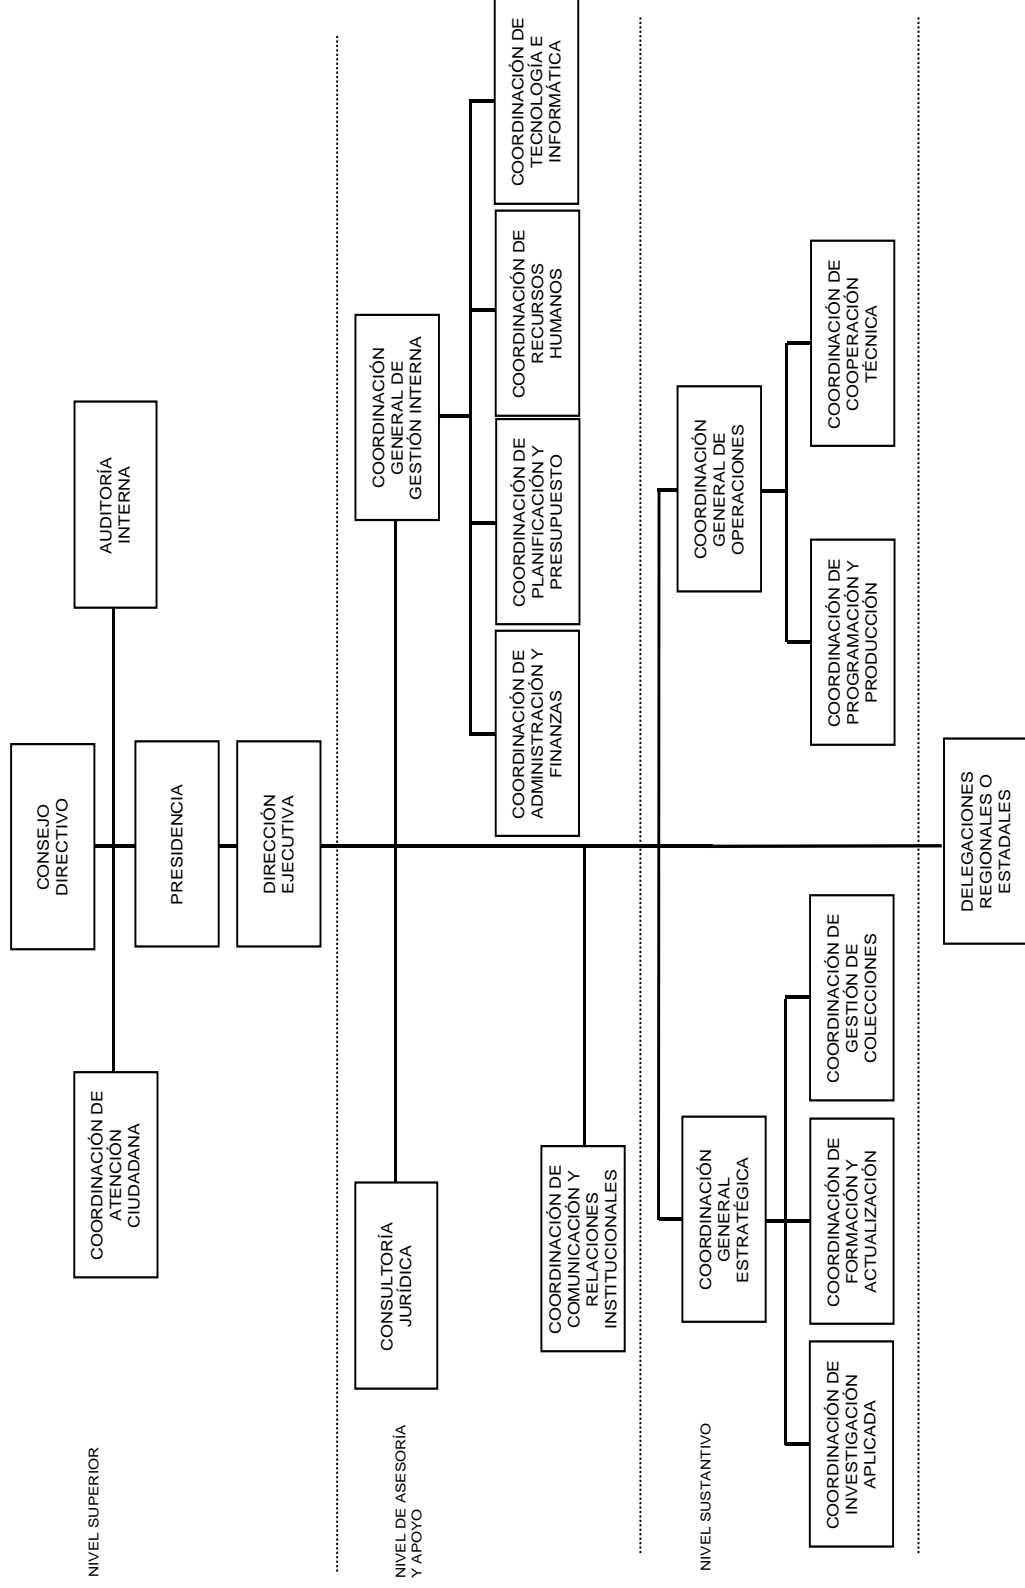 NIVEL SUPERIOR
CONSEJO
DIRECTIVO
COORDINACIÓN DE
ATENCIÓN
CIUDADANA
AUDITORÍA
INTERNA
PRESIDENCIA
DIRECCIÓN
EJECUTIVA
NIVEL DE ASESORÍA
Y APOYO
CONSULTORÍA
JURÍDICA
COORDINACIÓN
GENERAL DE
GESTIÓN INTERNA
COORDINACIÓN DE
ADMINISTRACIÓN Y
FINANZAS
COORDINACIÓN DE
PLANIFICACIÓN Y
PRESUPUESTO
COORDINACIÓN DE
RECURSOS
HUMANOS
COORDINACIÓN DE
TECNOLOGÍA E
INFORMÁTICA
COORDINACIÓN DE
COMUNICACIÓN Y
RELACIONES
INSTITUCIONALES
NIVEL SUSTANTIVO
COORDINACIÓN
GENERAL
ESTRATÉGICA
COORDINACIÓN
GENERAL DE
OPERACIONES
COORDINACIÓN DE
INVESTIGACIÓN
APLICADA
COORDINACIÓN DE
FORMACIÓN Y
ACTUALIZACIÓN
COORDINACIÓN DE
GESTIÓN DE
COLECCIONES
COORDINACIÓN DE
PROGRAMACIÓN Y
PRODUCCIÓN
COORDINACIÓN DE
COOPERACIÓN
TÉCNICA
DELEGACIONES
REGIONALES O
ESTADALES